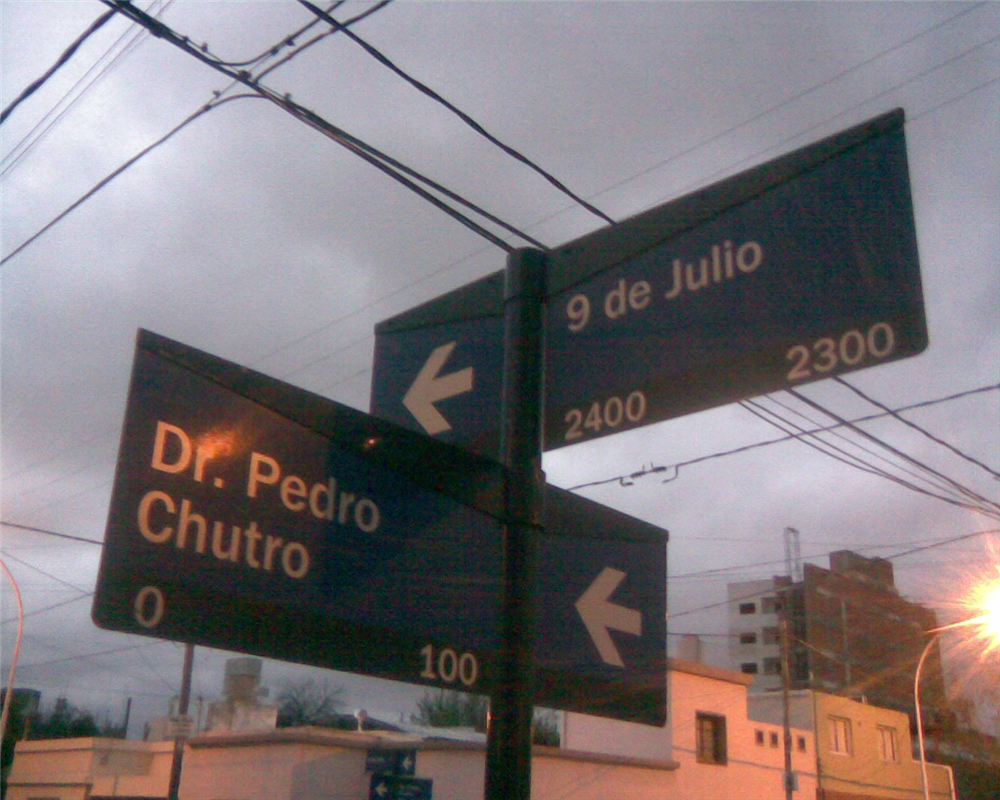 9 de Julio
2400 2300
Dr. Pedro
Chutro
0 100